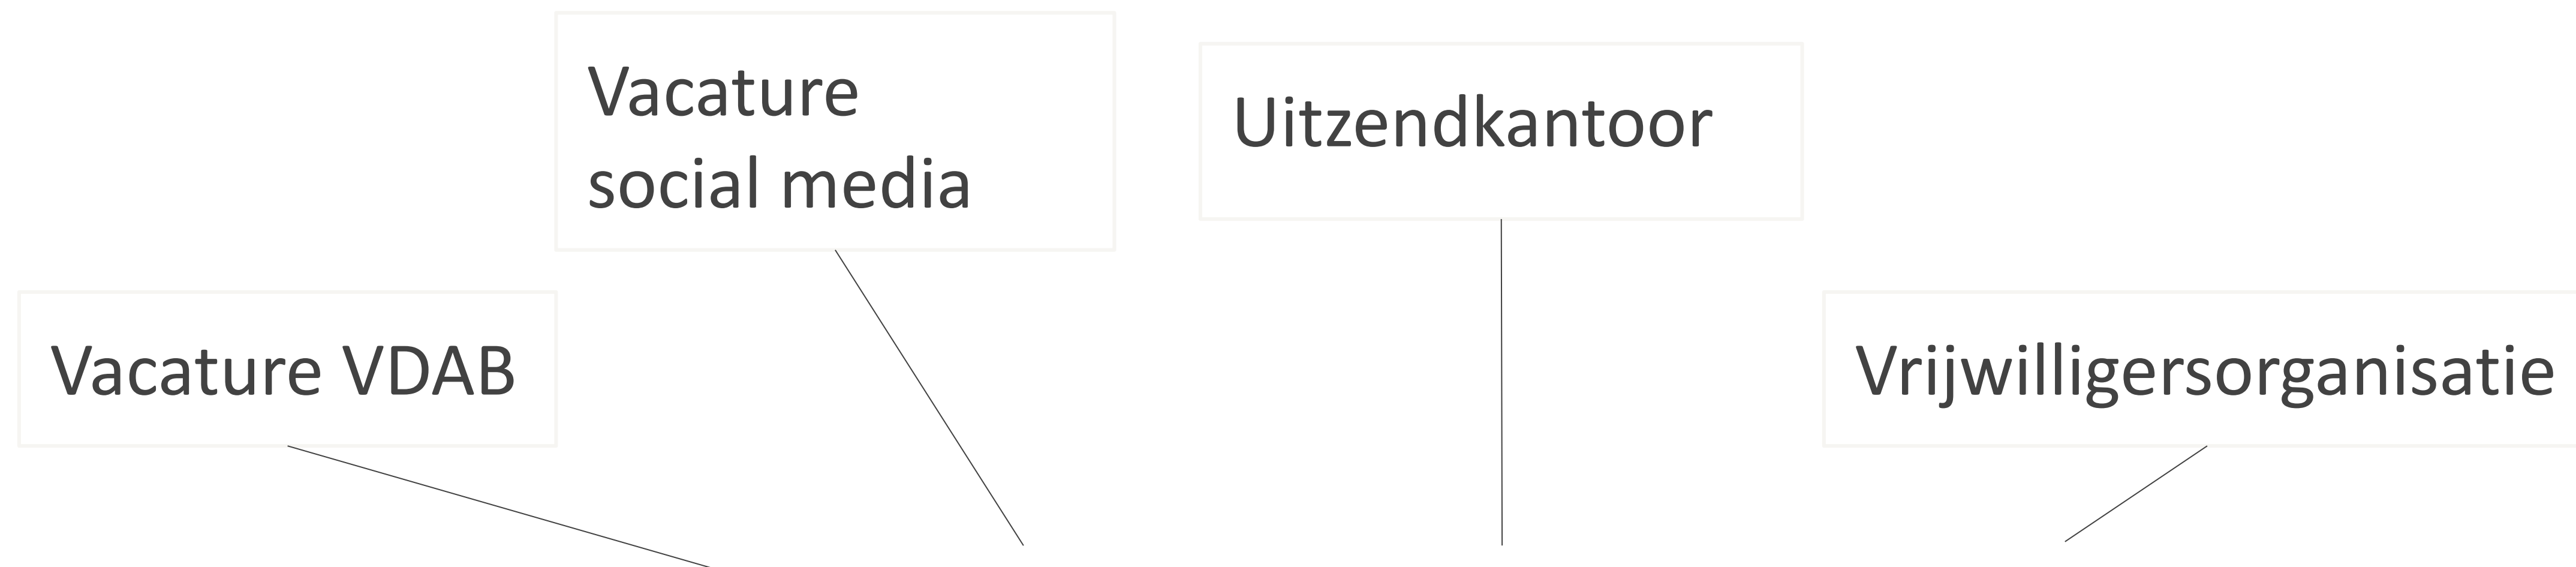 Vacature
social media
Uitzendkantoor
Vacature VDAB
Vrijwilligersorganisatie